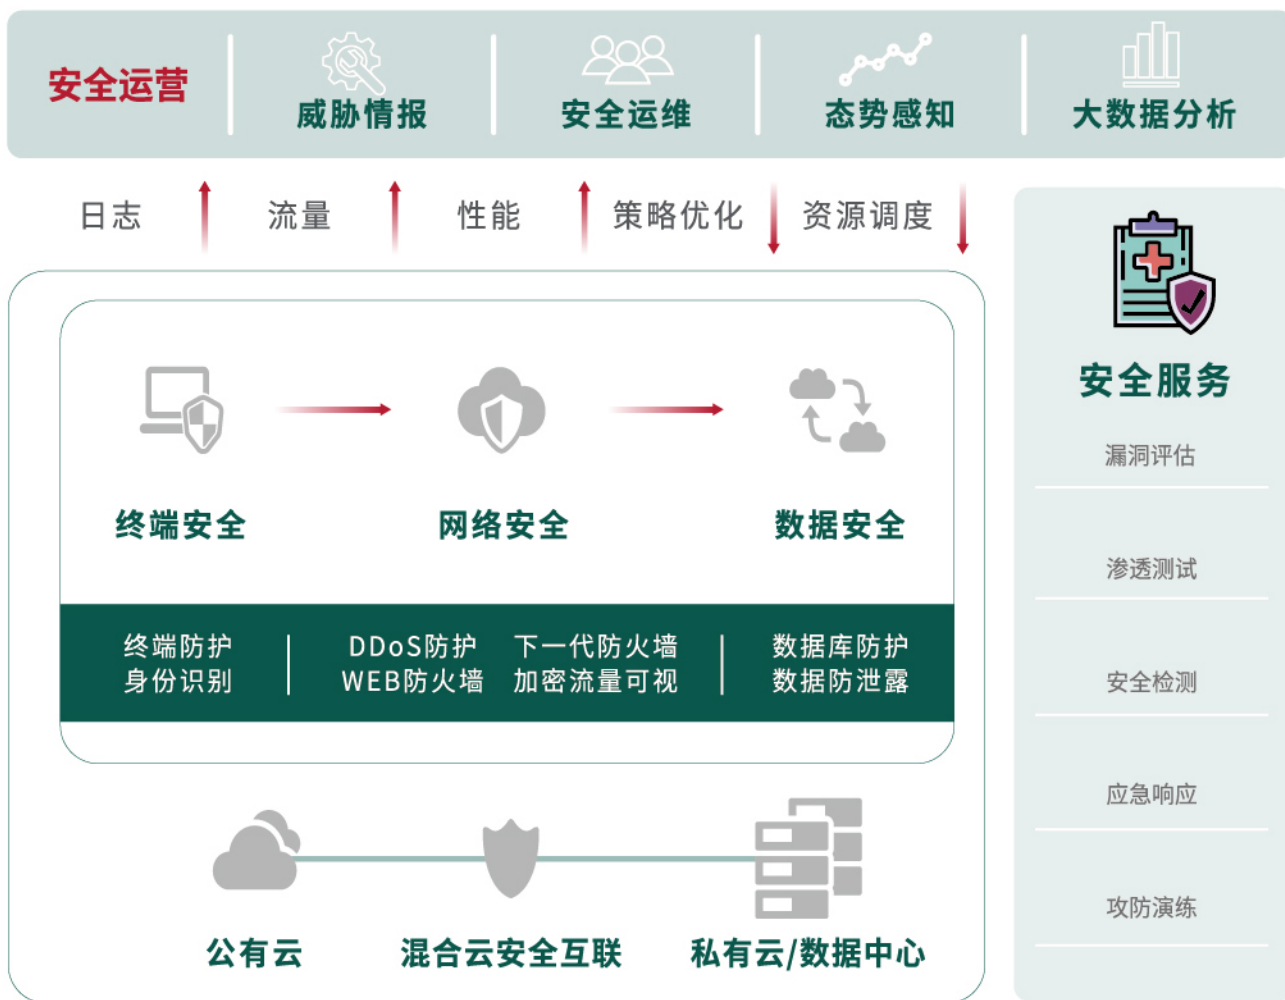 安全运营
威胁情报
安全运维
态势感知
大数据分析
日志
流量
性能
策略优化
资源调度
终端安全
网络安全
数据安全
终端防护
身份识别
DDoS防护 下一代防火墙
WEB防火墙 加密流量可视
数据库防护
数据防泄露
公有云
混合云安全互联
私有云/数据中心
安全服务
漏洞评估
渗透测试
安全检测
应急响应
攻防演练